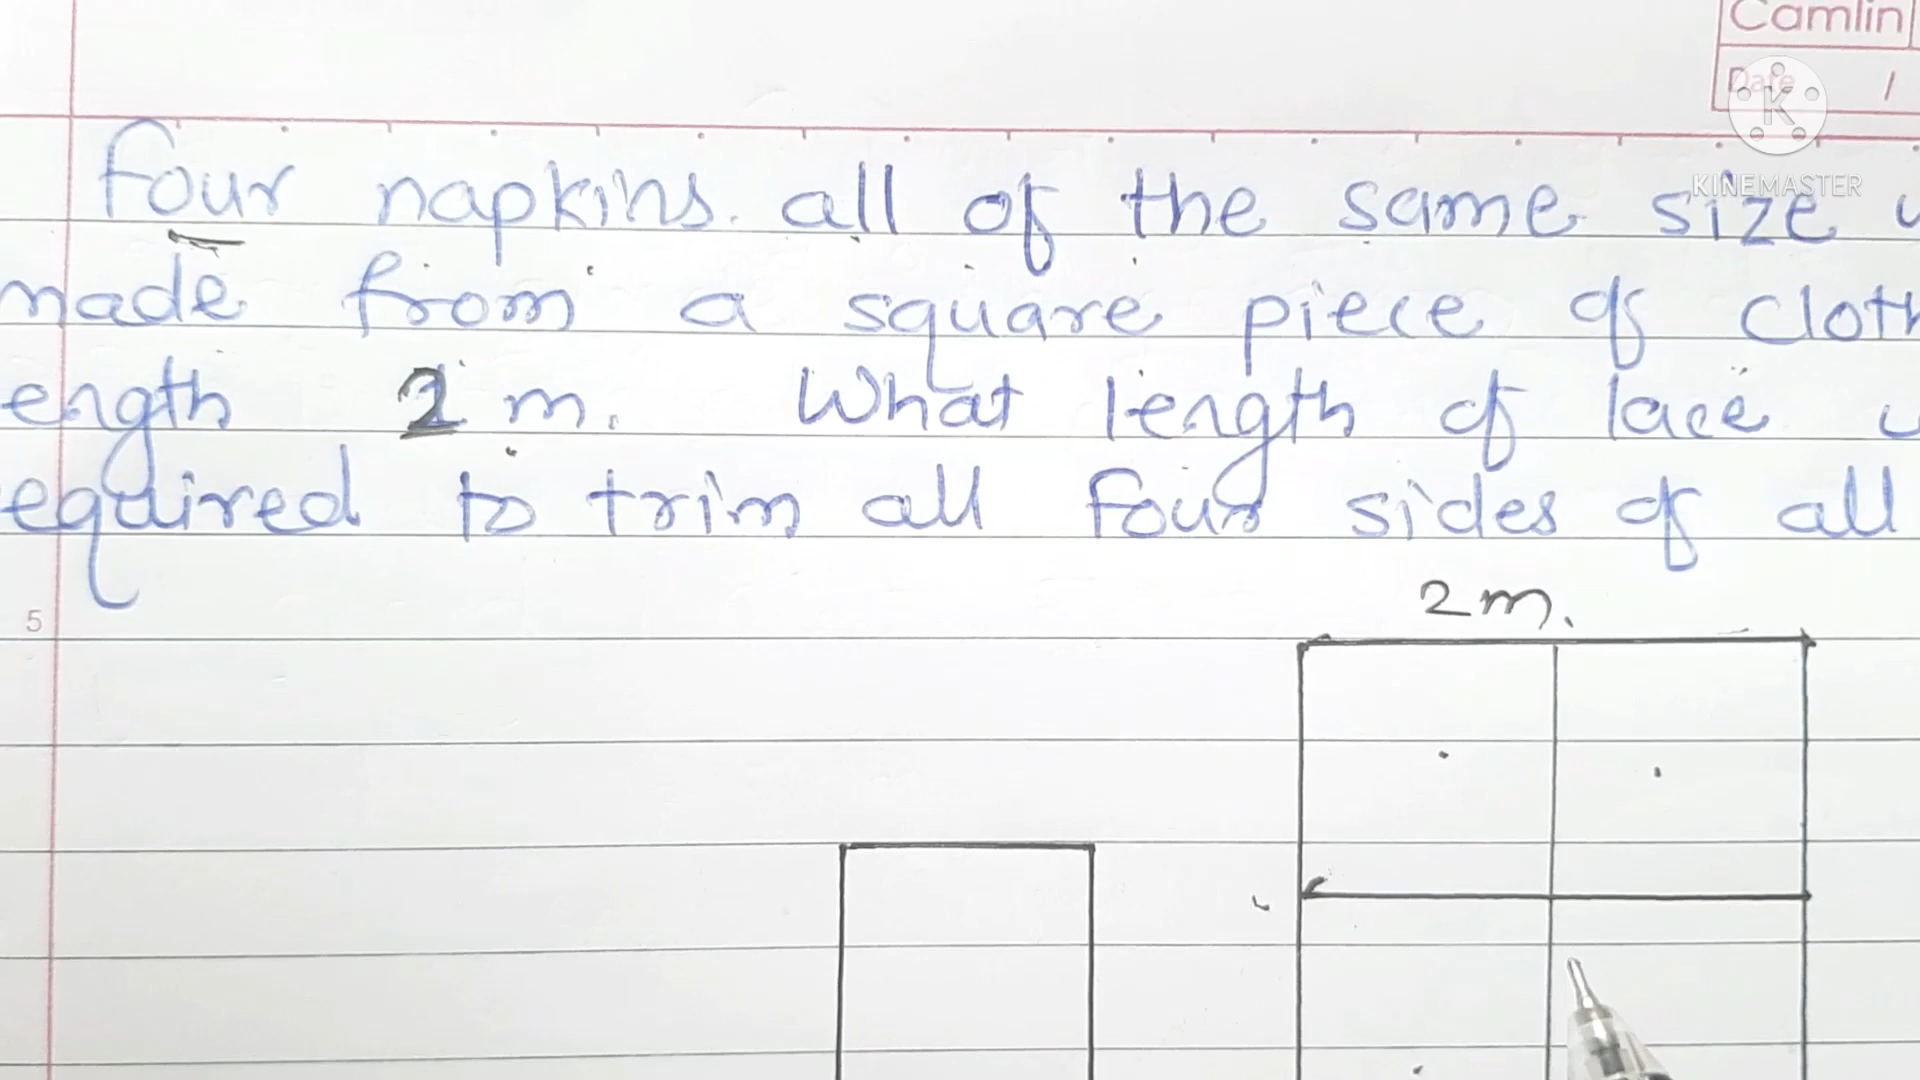 Camlin
Date /
KINEMASTER
Four napkins. all of the same size
made from a square piece of cloth
ength 2 m. What length of lace
equired to trim all four sides of all
2m.
5